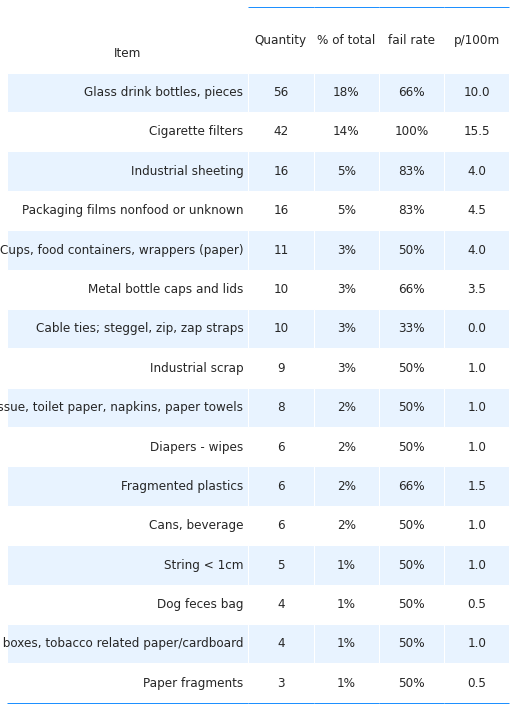 Item Quantity % of total fail rate p/100m
Glass drink bottles, pieces 56 18% 66% 10.0
Cigarette filters 42 14% 100% 15.5
Industrial sheeting 16 5% 83% 4.0
Packaging films nonfood or unknown 16 5% 83% 4.5
Cups, food containers, wrappers (paper) 11 3% 50% 4.0
Metal bottle caps and lids 10 3% 66% 3.5
Cable ties; steggel, zip, zap straps 10 3% 33% 0.0
Industrial scrap 9 3% 50% 1.0
ssue, toilet paper, napkins, paper towels 8 2% 50% 1.0
Diapers - wipes 6 2% 50% 1.0
Fragmented plastics 6 2% 66% 1.5
Cans, beverage 6 2% 50% 1.0
String < 1cm 5 1% 50% 1.0
Dog feces bag 4 1% 50% 0.5
boxes, tobacco related paper/cardboard 4 1% 50% 1.0
Paper fragments 3 1% 50% 0.5